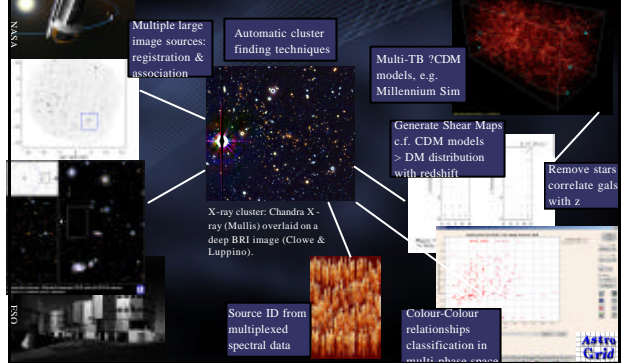 NASA
Multiple large
image sources:
registration &
association
Automatic cluster
finding techniques
Multi-TB ?CDM
models, e.g.
Millennium Sim
Generate Shear Maps
c.f. CDM models
> DM distribution
with redshift
Remove stars
correlate gals
with z
X-ray cluster: Chandra X -
ray (Mullis) overlaid on a
deep BRI image (Clowe &
Luppino).
ESO
Source ID from
multiplexed
spectral data
Colour-Colour
relationships
classification in
multi-phase space
Astro
Grid